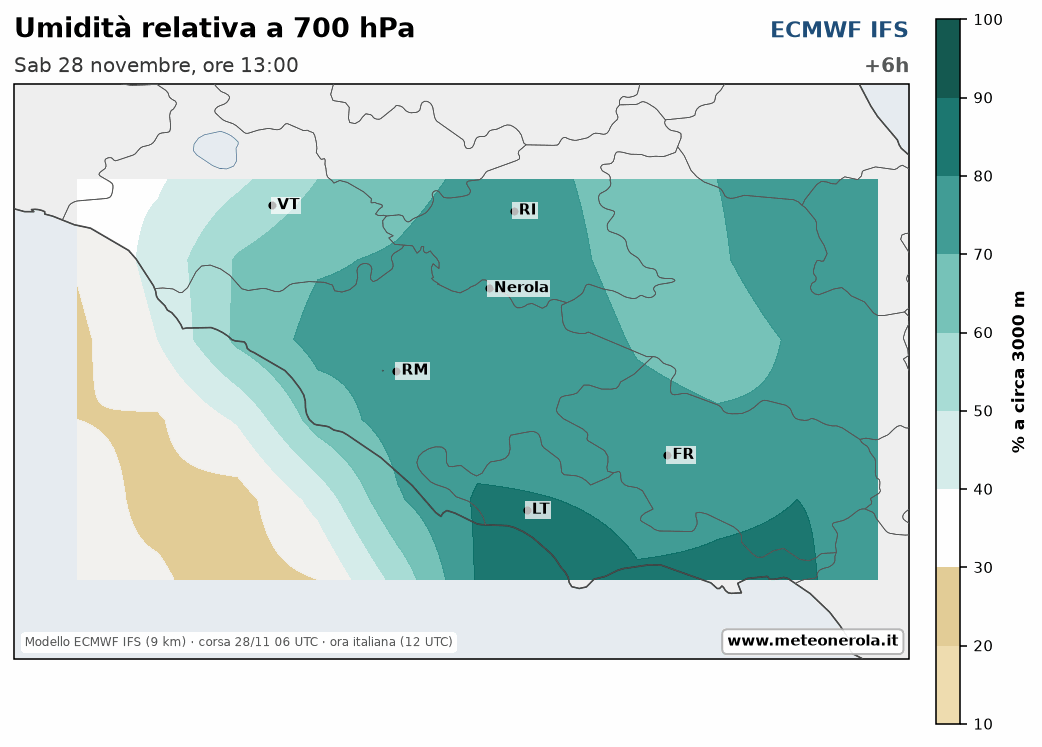 Umidità relativa a 700 hPa
ECMWF IFS
Sab 28 novembre, ore 13:00
+6h
100
90
80
70
60
50
40
30
20
10
% a circa 3000 m
VT
RI
Nerola
RM
FR
LT
Modello ECMWF IFS (9 km) · corsa 28/11 06 UTC · ora italiana (12 UTC)
www.meteonerola.it